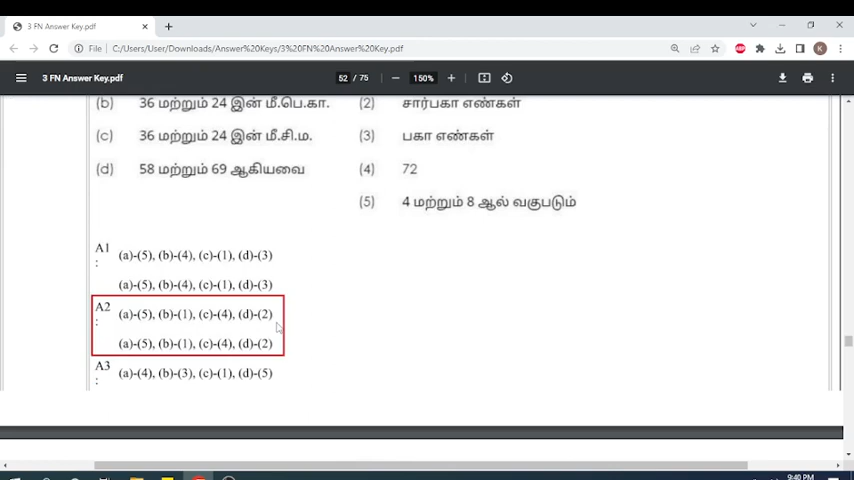 3 FN Answer Key.pdf
File C:/Users/User/Downloads/Answer%20Keys/3%20FN%20Answer%20Key.pdf
ABP
K
3 FN Answer Key.pdf 52 / 75 150%
(b) 36 மற்றும் 24 இன் மீ.பெ.கா. (2) சார்பகா எண்கள்
(c) 36 மற்றும் 24 இன் மீ.சி.ம. (3) பகா எண்கள்
(d) 58 மற்றும் 69 ஆகியவை (4) 72
(5) 4 மற்றும் 8 ஆல் வகுபடும்
A1 : (a)-(5), (b)-(4), (c)-(1), (d)-(3)
(a)-(5), (b)-(4), (c)-(1), (d)-(3)
A2 : (a)-(5), (b)-(1), (c)-(4), (d)-(2)
(a)-(5), (b)-(1), (c)-(4), (d)-(2)
A3 : (a)-(4), (b)-(3), (c)-(1), (d)-(5)
9:40 PM